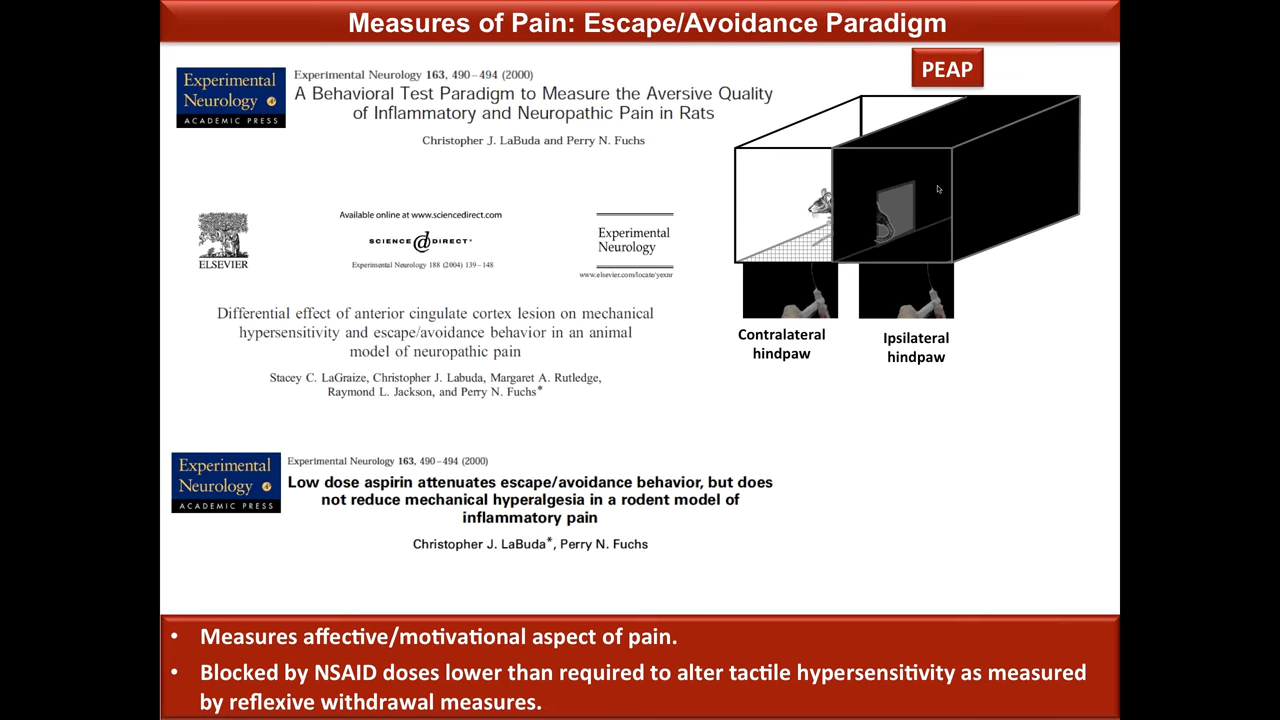 Measures of Pain: Escape/Avoidance Paradigm
PEAP
Experimental
Neurology
ACADEMIC PRESS
Experimental Neurology 163, 490–494 (2000)
A Behavioral Test Paradigm to Measure the Aversive Quality
of Inflammatory and Neuropathic Pain in Rats
Christopher J. LaBuda and Perry N. Fuchs
ELSEVIER
Available online at www.sciencedirect.com
SCIENCE @ DIRECT®
Experimental Neurology 188 (2004) 139–148
Experimental
Neurology
www.elsevier.com/locate/yexnr
Differential effect of anterior cingulate cortex lesion on mechanical
hypersensitivity and escape/avoidance behavior in an animal
model of neuropathic pain
Stacey C. LaGraize, Christopher J. Labuda, Margaret A. Rutledge,
Raymond L. Jackson, and Perry N. Fuchs*
Contralateral
hindpaw
Ipsilateral
hindpaw
Experimental
Neurology
ACADEMIC PRESS
Experimental Neurology 163, 490–494 (2000)
Low dose aspirin attenuates escape/avoidance behavior, but does
not reduce mechanical hyperalgesia in a rodent model of
inflammatory pain
Christopher J. LaBuda*, Perry N. Fuchs
• Measures affective/motivational aspect of pain.
• Blocked by NSAID doses lower than required to alter tactile hypersensitivity as measured
by reflexive withdrawal measures.